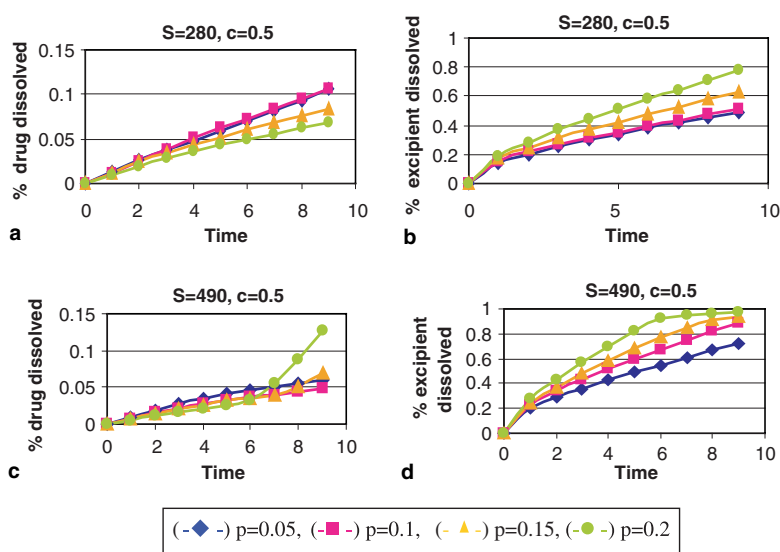 S=280, c=0.5
% drug dissolved
0.15
0.1
0.05
0
0 2 4 6 8 10
Time
a
S=280, c=0.5
% excipient dissolved
1
0.8
0.6
0.4
0.2
0
0 5 10
Time
b
S=490, c=0.5
% drug dissolved
0.15
0.1
0.05
0
0 2 4 6 8 10
Time
c
S=490, c=0.5
% excipient
dissolved
1
0.8
0.6
0.4
0.2
0
0 2 4 6 8 10
Time
d
(--) p=0.05, (--) p=0.1, (--) p=0.15, (--) p=0.2